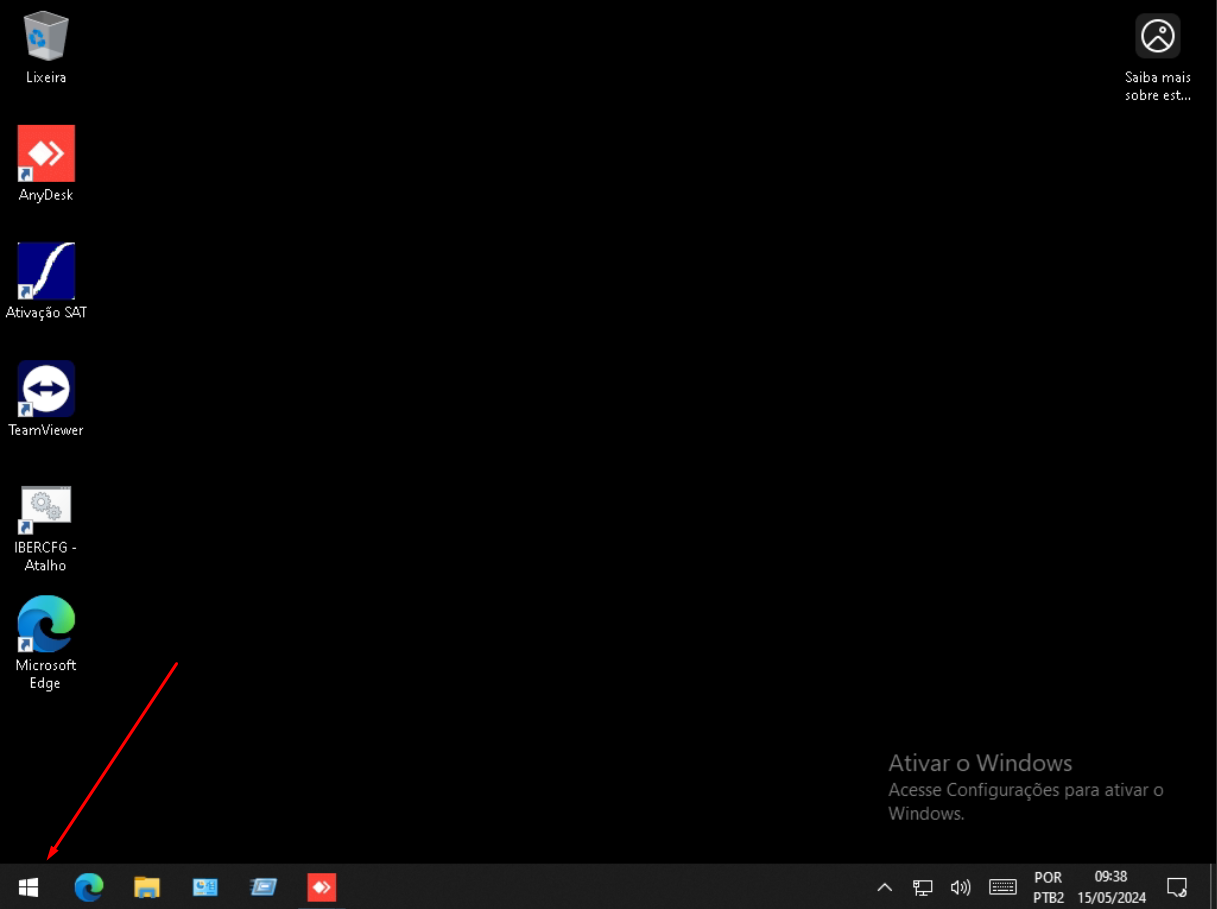 Lixeira
Saiba mais
sobre est...
AnyDesk
Ativação SAT
TeamViewer
IBERCFG -
Atalho
Microsoft
Edge
Ativar o Windows
Acesse Configurações para ativar o
Windows.
POR
PTB2
09:38
15/05/2024